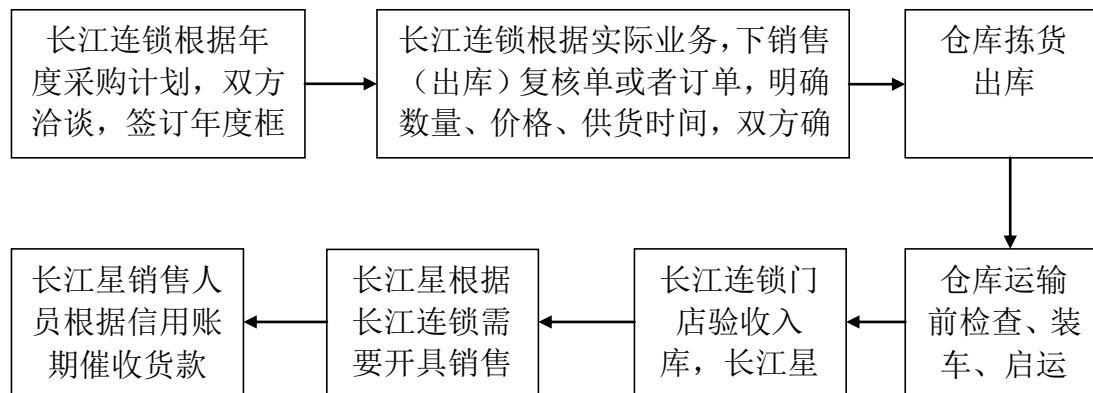 长江连锁根据年
度采购计划，双方
洽谈，签订年度框
长江连锁根据实际业务，下销售
（出库）复核单或者订单，明确
数量、价格、供货时间，双方确
仓库拣货
出库
仓库运输
前检查、装
车、启运
长江连锁门
店验收入
库，长江星
长江星根据
长江连锁需
要开具销售
长江星销售人
员根据信用账
期催收货款